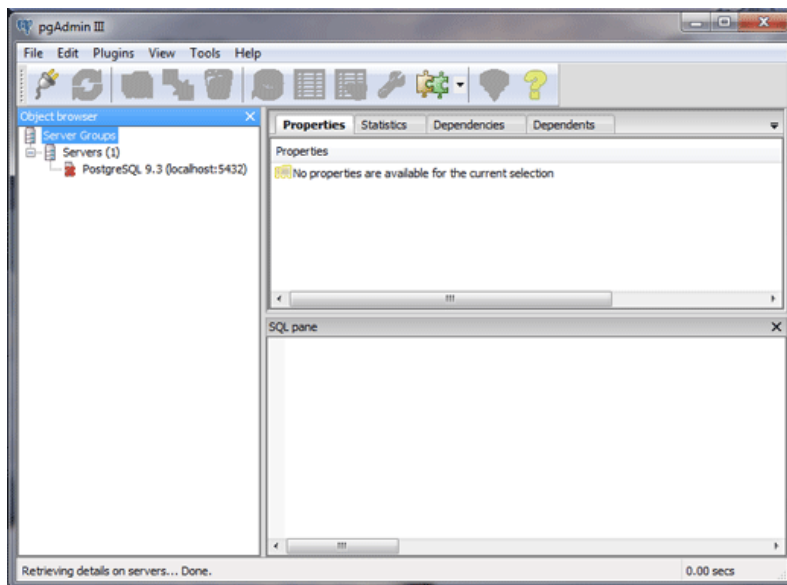 pgAdmin III
File Edit Plugins View Tools Help
Object browser
Server Groups
Servers (1)
PostgreSQL 9.3 (localhost:5432)
Properties Statistics Dependencies Dependents
Properties
No properties are available for the current selection
SQL pane
Retrieving details on servers... Done.
0.00 secs